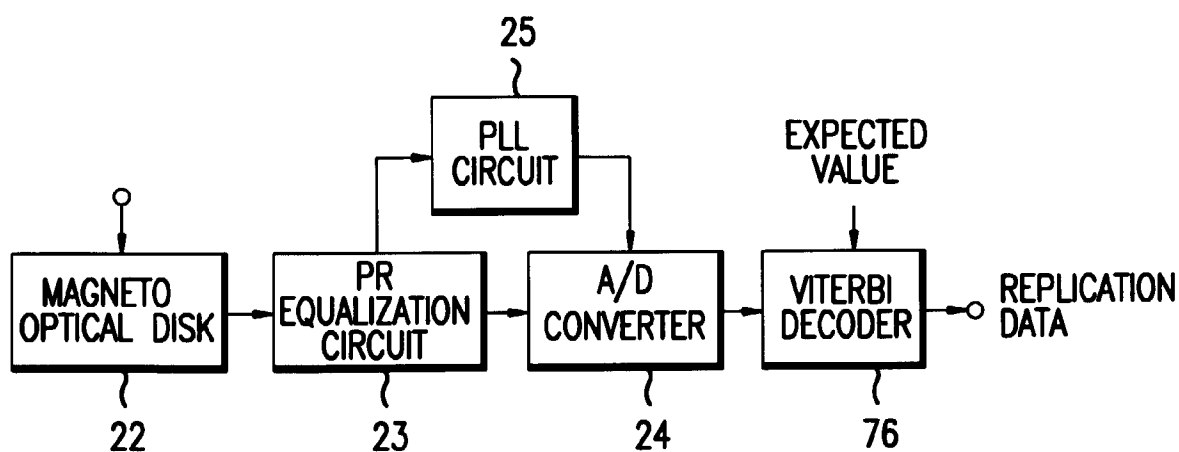 25
PLL
CIRCUIT
EXPECTED
VALUE
MAGNETO
OPTICAL DISK
PR
EQUALIZATION
CIRCUIT
A/D
CONVERTER
VITERBI
DECODER
REPLICATION
DATA
22
23
24
76